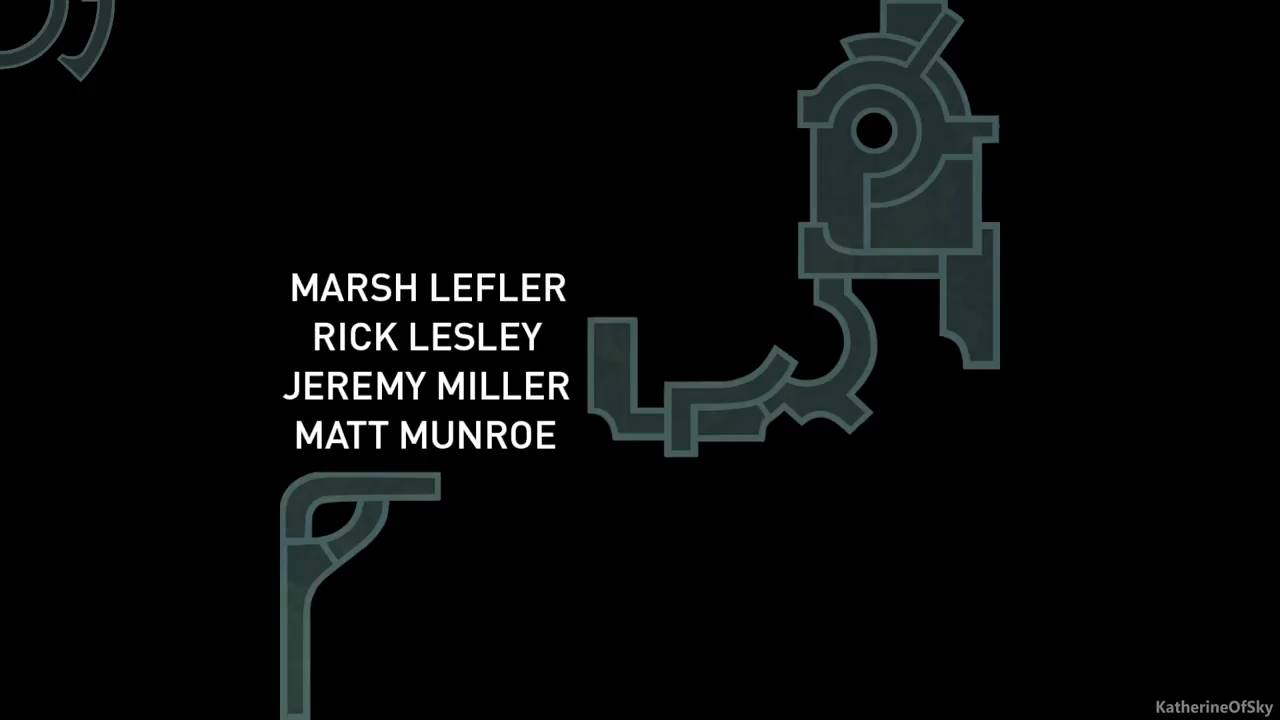 MARSH LEFLER
RICK LESLEY
JEREMY MILLER
MATT MUNROE
KatherineOfSky